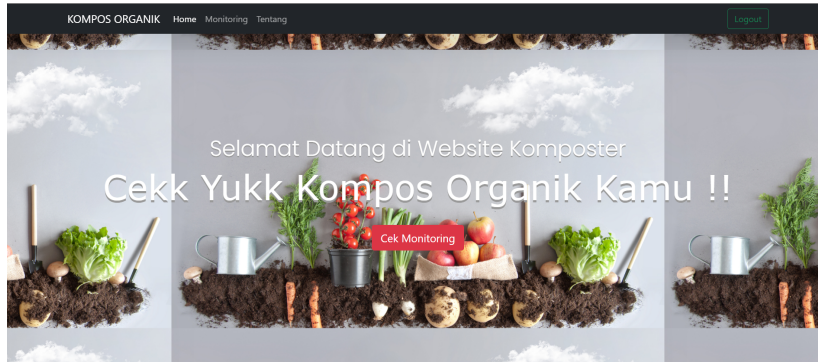 KOMPOS ORGANIK Home Monitoring Tentang Logout
Selamat Datang di Website Komposter
Cekk Yukk Kompos Organik Kamu !!
Cek Monitoring